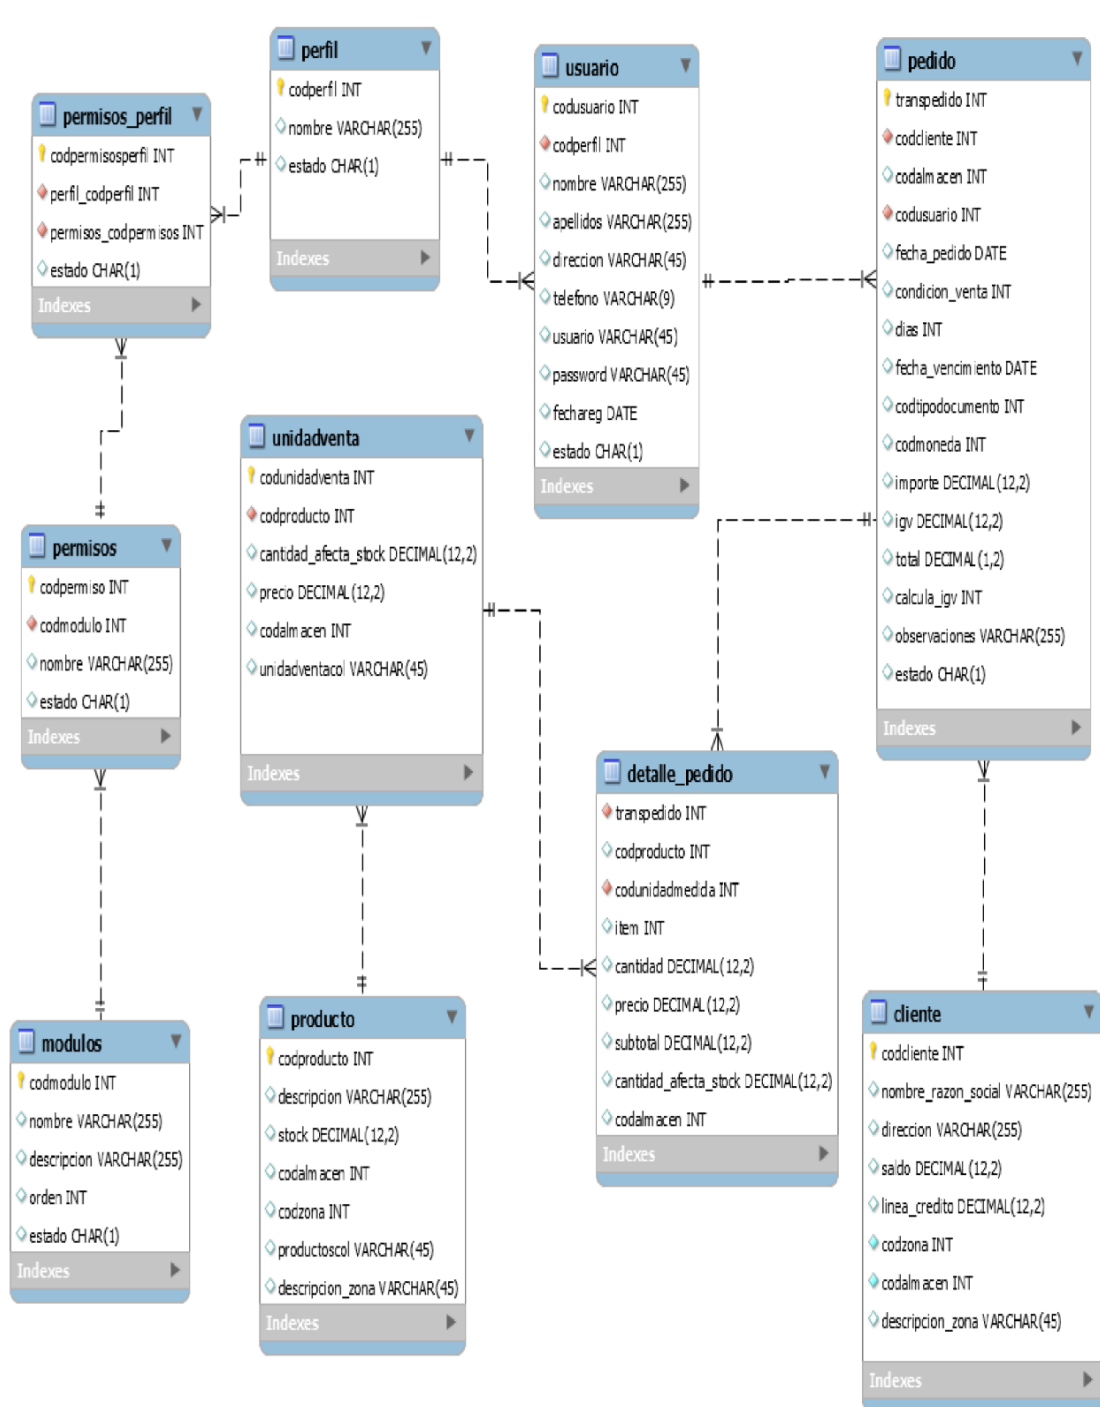 perfil
codperfil INT
nombre VARCHAR(255)
estado CHAR(1)
Indexes
usuario
codusuario INT
codperfil INT
nombre VARCHAR(255)
apellidos VARCHAR(255)
direccion VARCHAR(45)
telefono VARCHAR(9)
usuario VARCHAR(45)
password VARCHAR(45)
fechareg DATE
estado CHAR(1)
Indexes
pedido
transpedido INT
codcliente INT
codalmacen INT
codusuario INT
fecha_pedido DATE
condicion_venta INT
dias INT
fecha_vencimiento DATE
codtipodocumento INT
codmoneda INT
importe DECIMAL(12,2)
igv DECIMAL(12,2)
total DECIMAL(1,2)
calcula_igv INT
observaciones VARCHAR(255)
estado CHAR(1)
Indexes
permisos_perfil
codpermisosperfil INT
perfil_codperfil INT
permisos_codpermisos INT
estado CHAR(1)
Indexes
unidadventa
codunidadventa INT
codproducto INT
cantidad_afecta_stock DECIMAL(12,2)
precio DECIMAL(12,2)
codalmacen INT
unidadventacol VARCHAR(45)
Indexes
permisos
codpermiso INT
codmodulo INT
nombre VARCHAR(255)
estado CHAR(1)
Indexes
detalle_pedido
transpedido INT
codproducto INT
codunidadmedida INT
item INT
cantidad DECIMAL(12,2)
precio DECIMAL(12,2)
subtotal DECIMAL(12,2)
cantidad_afecta_stock DECIMAL(12,2)
codalmacen INT
Indexes
modulos
codmodulo INT
nombre VARCHAR(255)
descripcion VARCHAR(255)
orden INT
estado CHAR(1)
Indexes
producto
codproducto INT
descripcion VARCHAR(255)
stock DECIMAL(12,2)
codalmacen INT
codzona INT
productoscol VARCHAR(45)
descripcion_zona VARCHAR(45)
Indexes
cliente
codcliente INT
nombre_razon_social VARCHAR(255)
direccion VARCHAR(255)
saldo DECIMAL(12,2)
linea_credito DECIMAL(12,2)
codzona INT
codalmacen INT
descripcion_zona VARCHAR(45)
Indexes